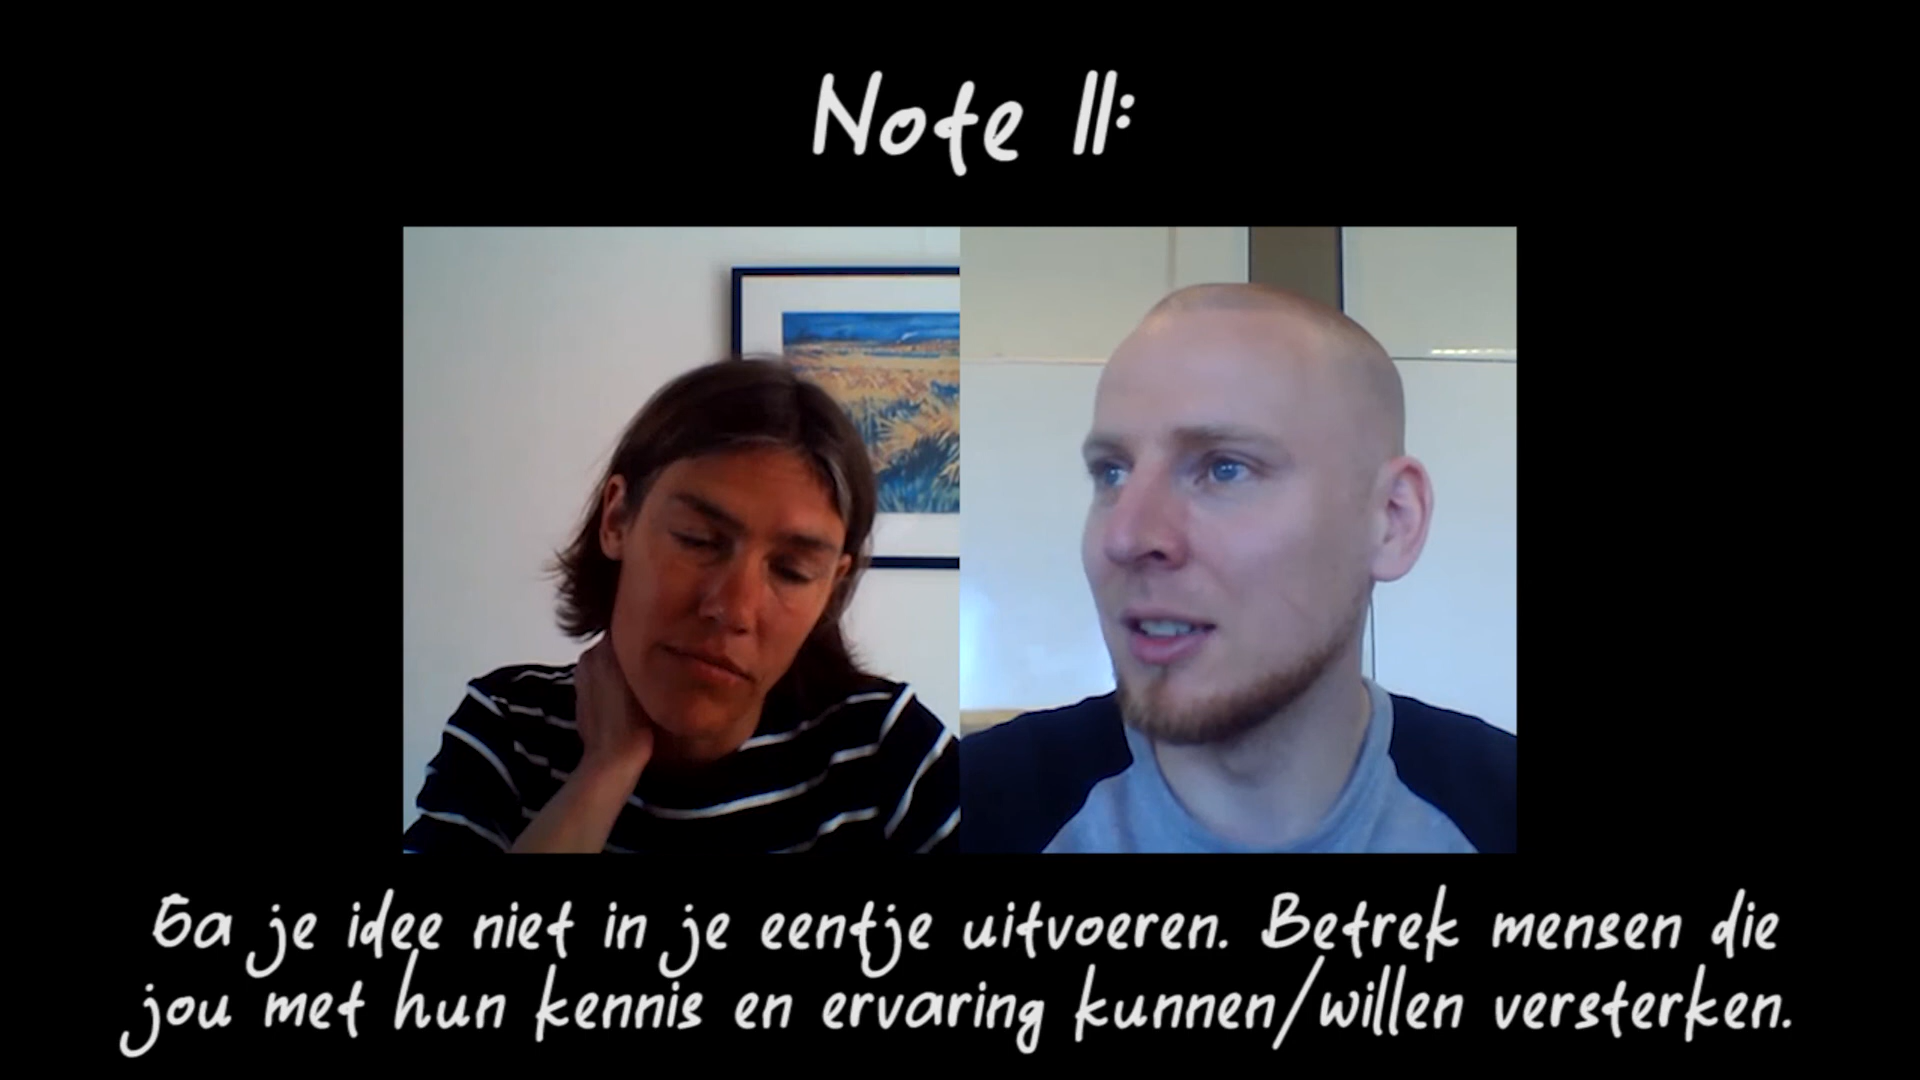 Note 11:
Ga je idee niet in je eentje uitvoeren. Betrek mensen die
jou met hun kennis en ervaring kunnen/willen versterken.